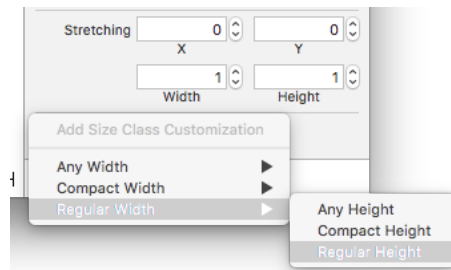 Stretching 0 0
X Y
1 1
Width Height
Add Size Class Customization
Any Width
Compact Width
Regular Width
Any Height
Compact Height
Regular Height